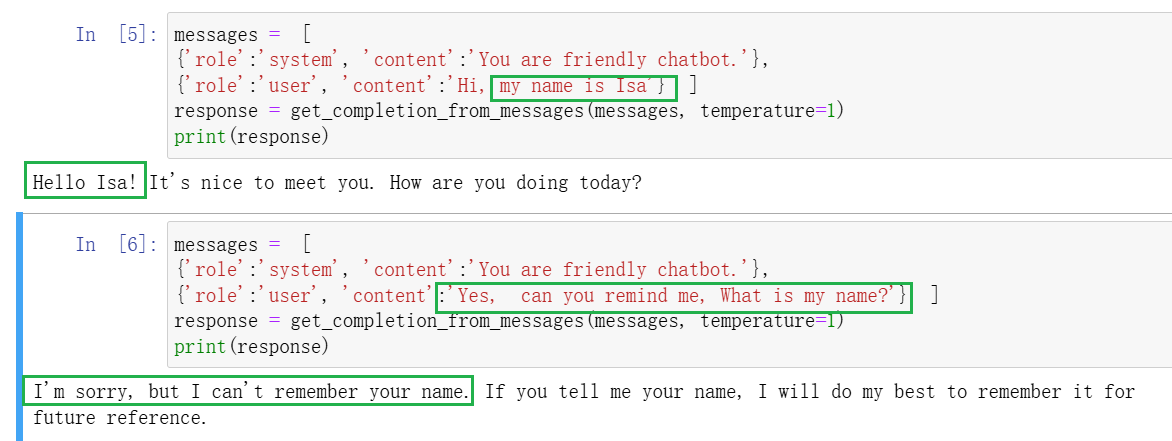 In [5]: messages = [
{'role':'system', 'content':'You are friendly chatbot.'},
{'role':'user', 'content':'Hi, my name is Isa'} ]
response = get_completion_from_messages(messages, temperature=1)
print(response)
Hello Isa! It's nice to meet you. How are you doing today?
In [6]: messages = [
{'role':'system', 'content':'You are friendly chatbot.'},
{'role':'user', 'content':'Yes, can you remind me, What is my name?'} ]
response = get_completion_from_messages(messages, temperature=1)
print(response)
I'm sorry, but I can't remember your name. If you tell me your name, I will do my best to remember it for
future reference.